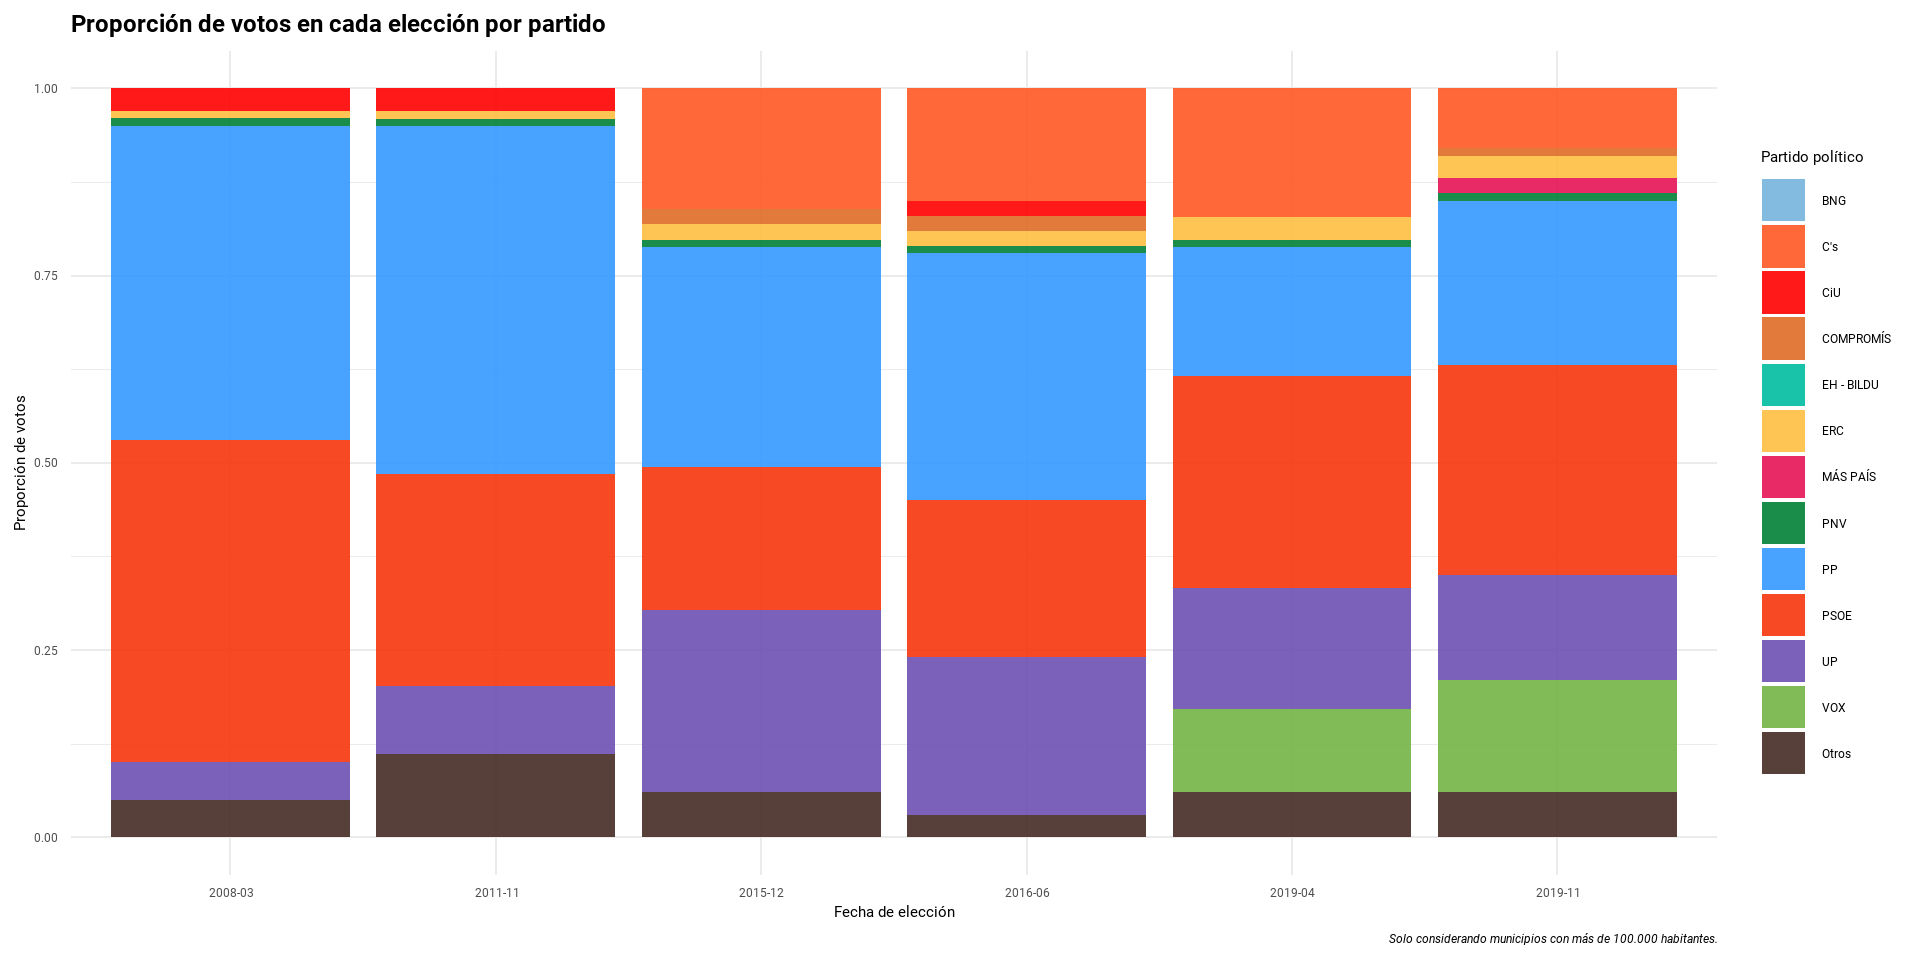 Proporción de votos en cada elección por partido
Proporción de votos
1.00
0.75
0.50
0.25
0.00
2008-03
2011-11
2015-12
2016-06
2019-04
2019-11
Fecha de elección
Solo considerando municipios con más de 100.000 habitantes.
Partido político
BNG
C's
CiU
COMPROMÍS
EH - BILDU
ERC
MÁS PAÍS
PNV
PP
PSOE
UP
VOX
Otros